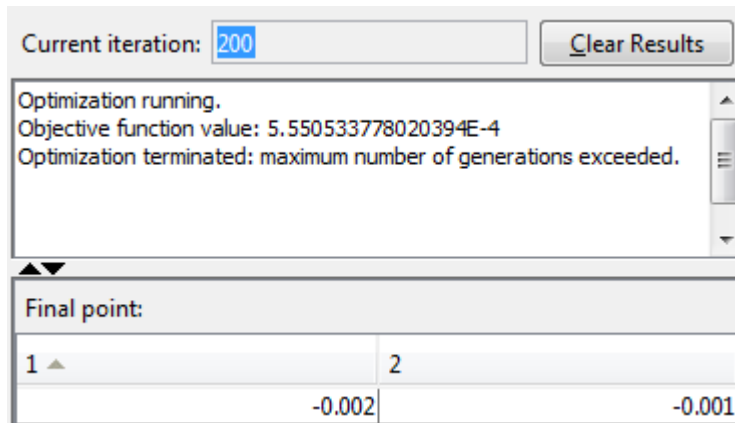 Current iteration: 200 Clear Results
Optimization running.
Objective function value: 5.550533778020394E-4
Optimization terminated: maximum number of generations exceeded.
Final point:
1 2
-0.002 -0.001